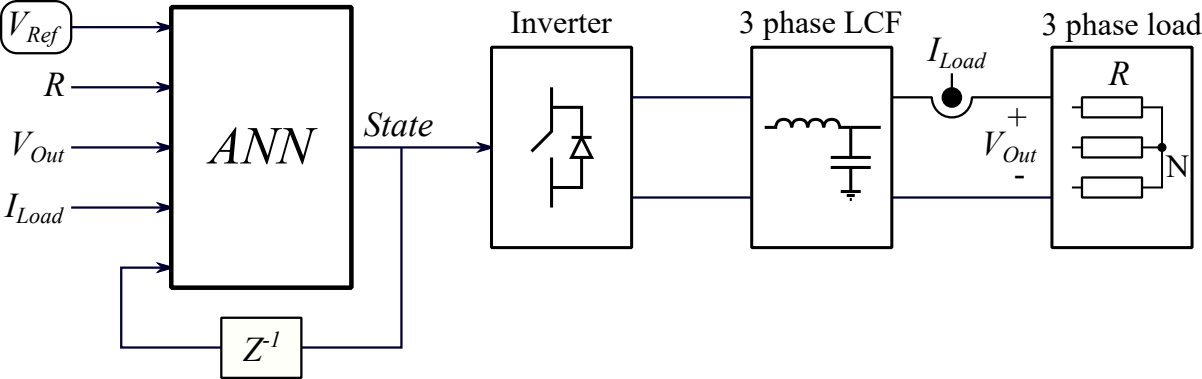 V_Ref
R
V_Out
I_Load
ANN
State
Z^-1
Inverter
3 phase LCF
I_Load
+
V_Out
-
3 phase load
R
N